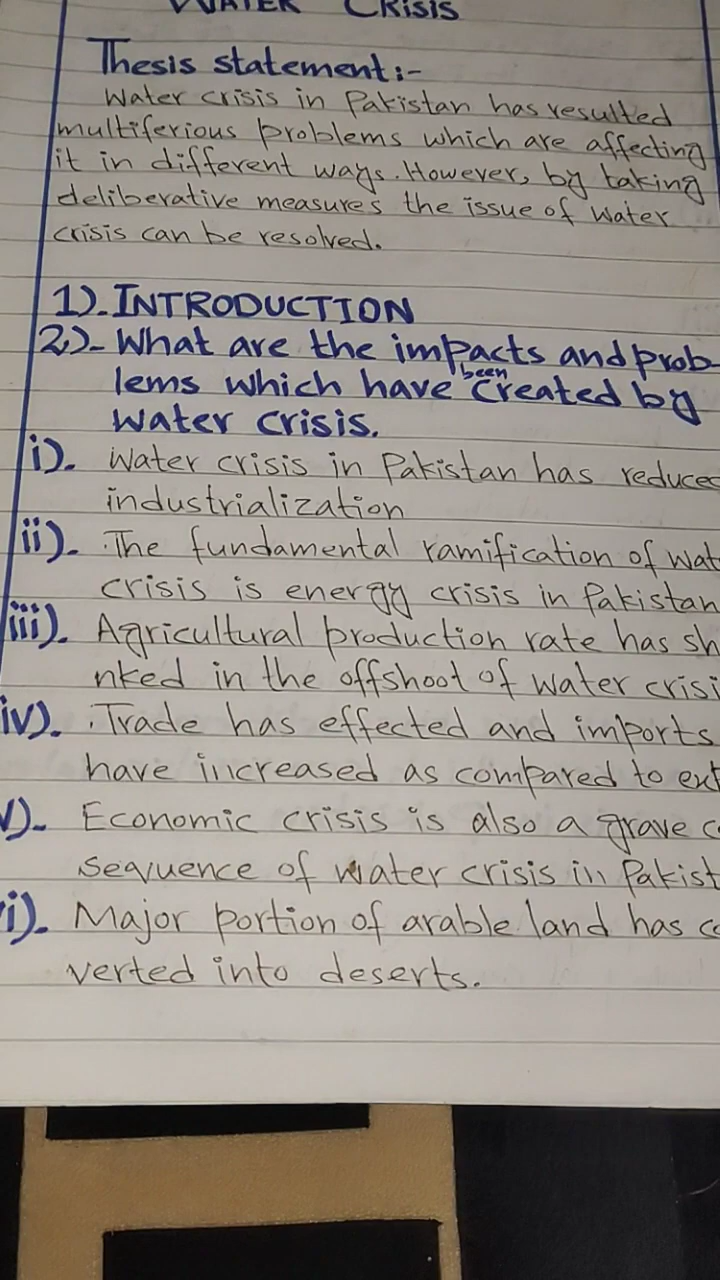 WATER CRISIS
Thesis statement:-
Water crisis in Pakistan has resulted
multiferious problems which are affecting
it in different ways. However, by taking
deliberative measures the issue of water
crisis can be resolved.
1). INTRODUCTION
2)- What are the impacts and prob-
been
lems which have created by
water crisis.
i). Water crisis in Pakistan has reduced
industrialization
ii). The fundamental ramification of wat
crisis is energy crisis in Pakistan
iii). Agricultural production rate has sh
nked in the offshoot of water crisi
iv). Trade has effected and imports
have increased as compared to ext
v)- Economic crisis is also a grave c
sequence of water crisis in Pakist
i). Major portion of arable land has co
verted into deserts.